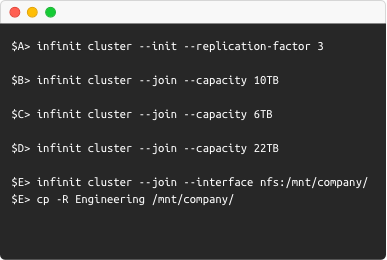 $A> infinit cluster --init --replication-factor 3
$B> infinit cluster --join --capacity 10TB
$C> infinit cluster --join --capacity 6TB
$D> infinit cluster --join --capacity 22TB
$E> infinit cluster --join --interface nfs:/mnt/company/
$E> cp -R Engineering /mnt/company/